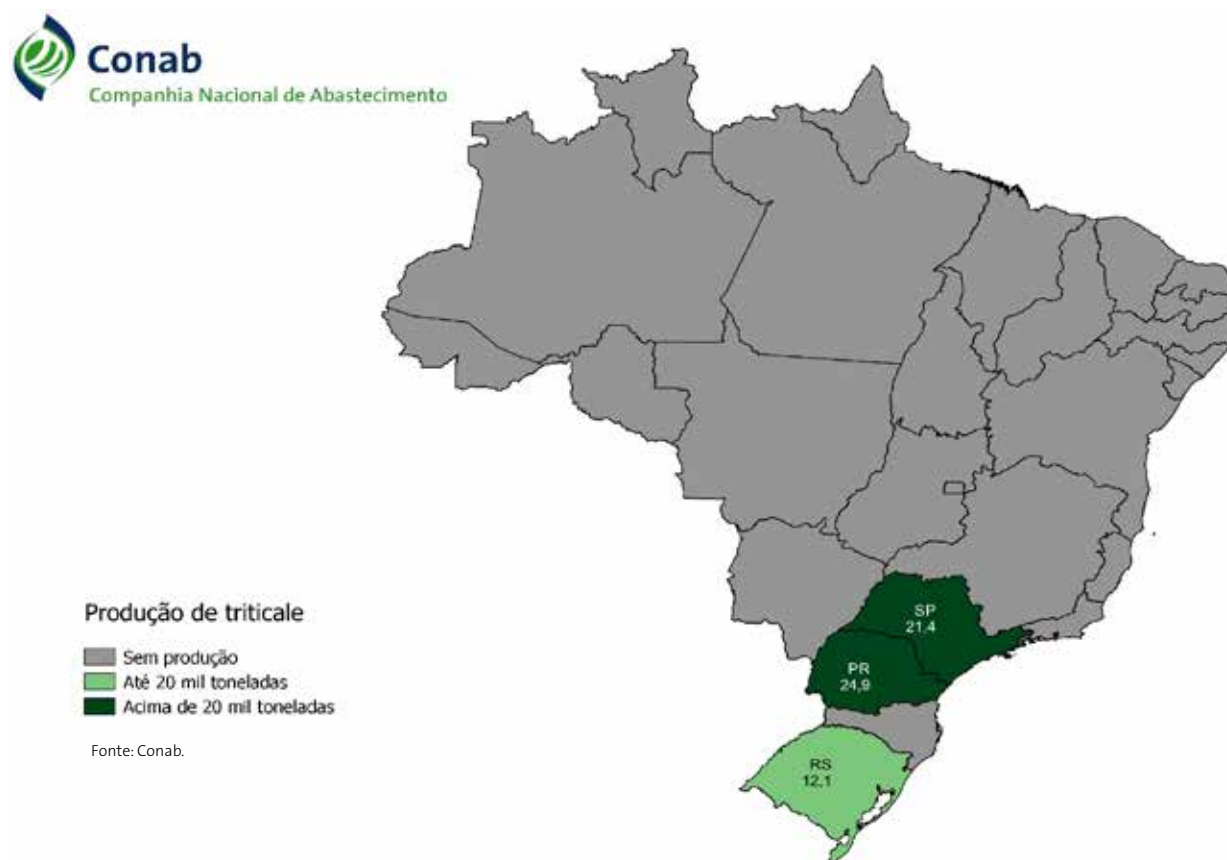 Conab
Companhia Nacional de Abastecimento
SP
21,4
PR
24,9
RS
12,1
Produção de triticale
Sem produção
Até 20 mil toneladas
Acima de 20 mil toneladas
Fonte: Conab.